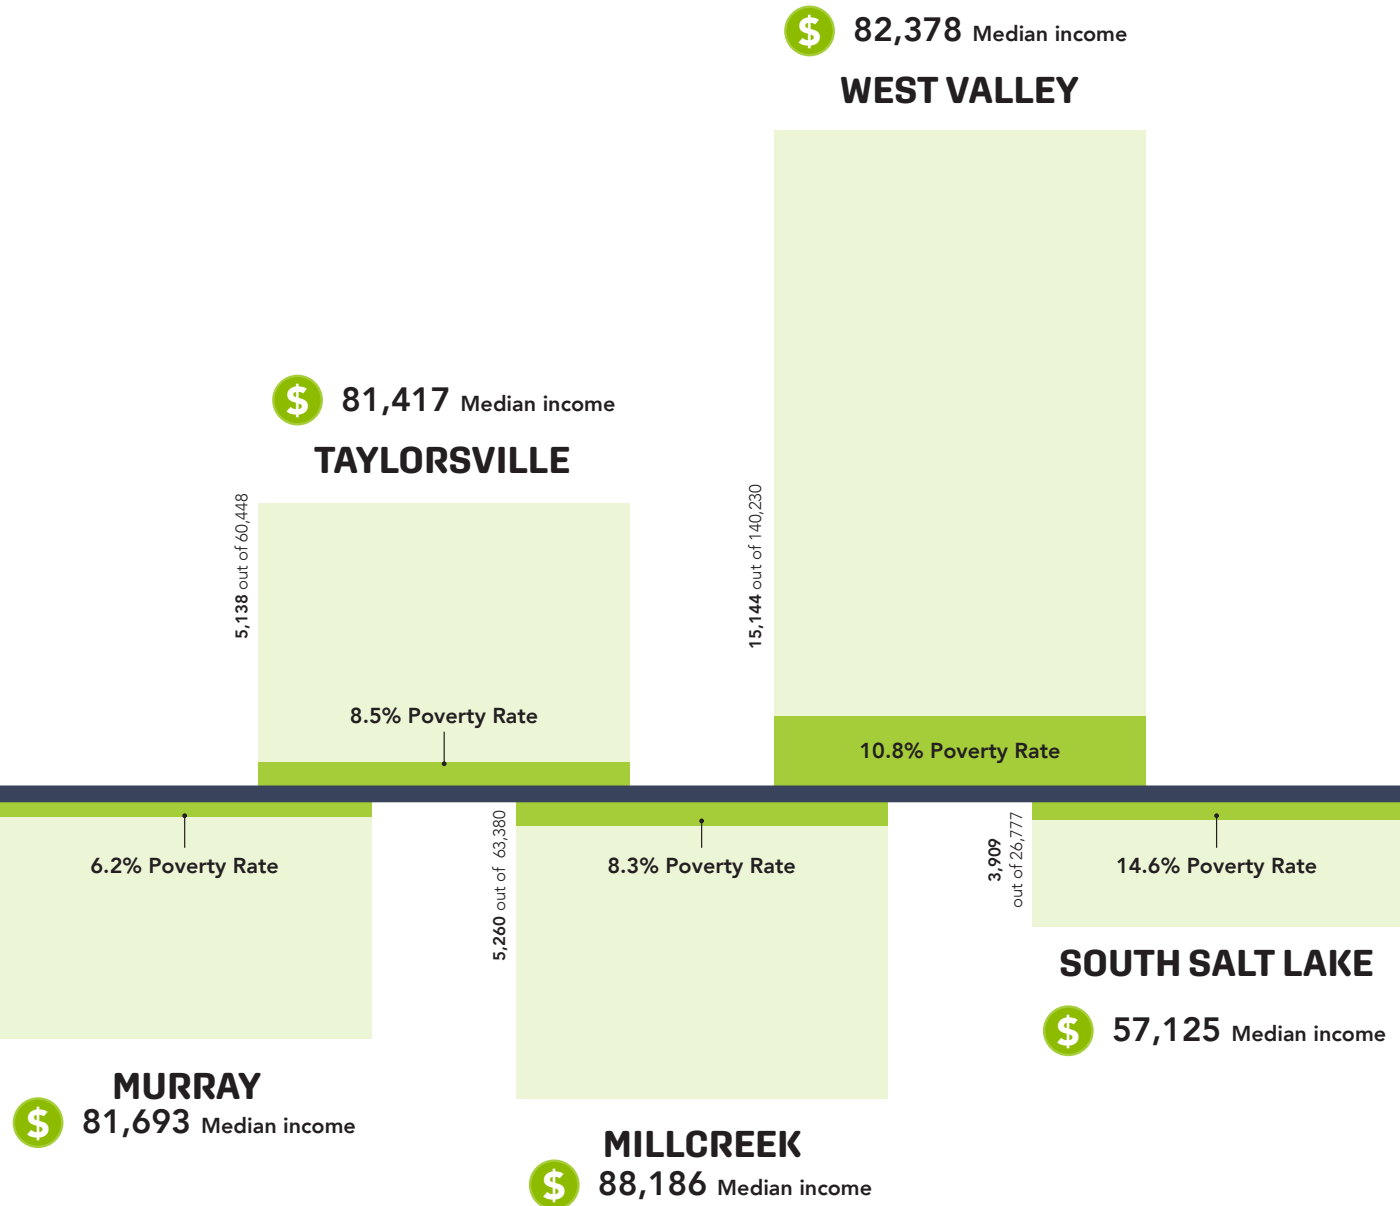 $ 82,378 Median income
WEST VALLEY
15,144 out of 140,230
10.8% Poverty Rate
$ 81,417 Median income
TAYLORSVILLE
5,138 out of 60,448
8.5% Poverty Rate
6.2% Poverty Rate
MURRAY
$ 81,693 Median income
5,260 out of 63,380
8.3% Poverty Rate
MILLCREEK
$ 88,186 Median income
3,909
out of 26,777
14.6% Poverty Rate
SOUTH SALT LAKE
$ 57,125 Median income